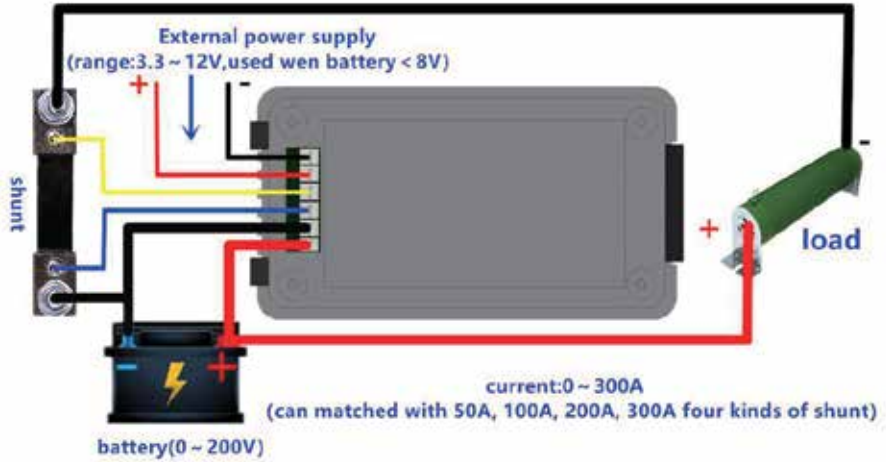 External power supply
(range:3.3~12V,used wen battery<8V)
+
-
shunt
-
+
load
-
+
current:0~300A
(can matched with 50A, 100A, 200A, 300A four kinds of shunt)
battery(0~200V)